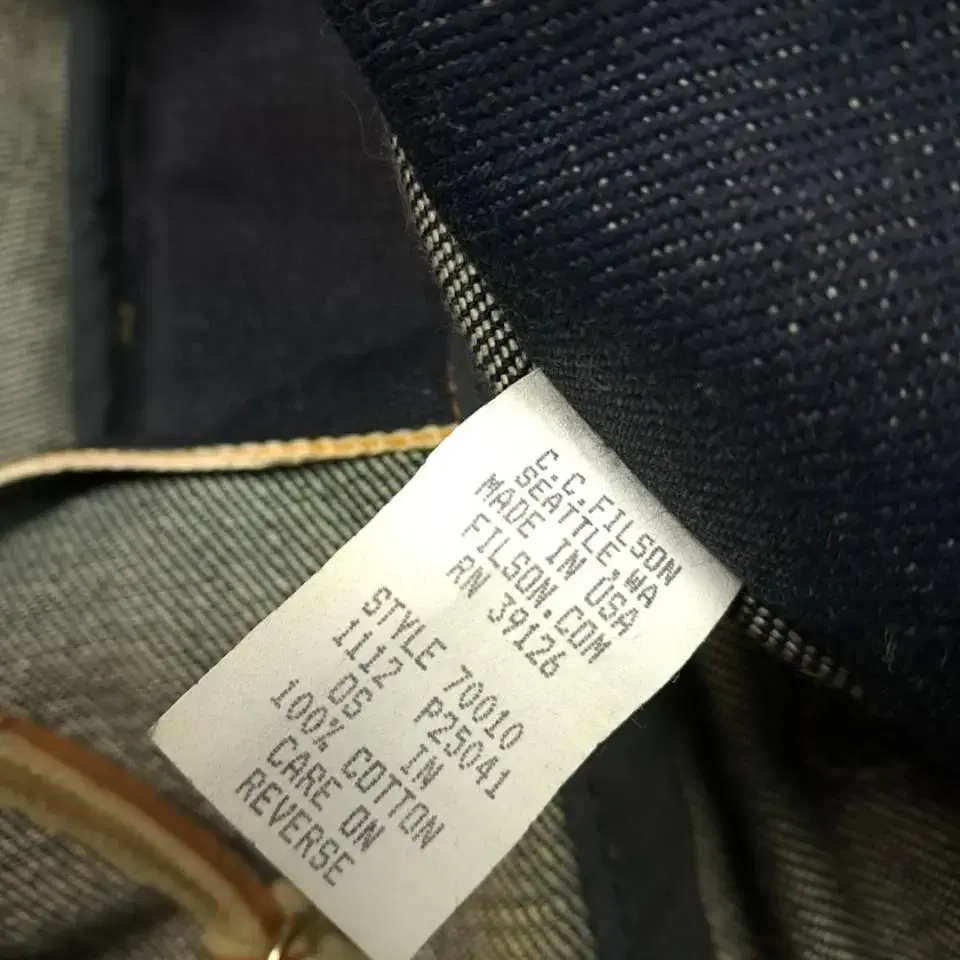 C.C.FILSON
SEATTLE,WA
MADE IN USA
FILSON.COM
RN 39126
STYLE 70010
1112 P25041
OS IN
100% COTTON
CARE ON
REVERSE